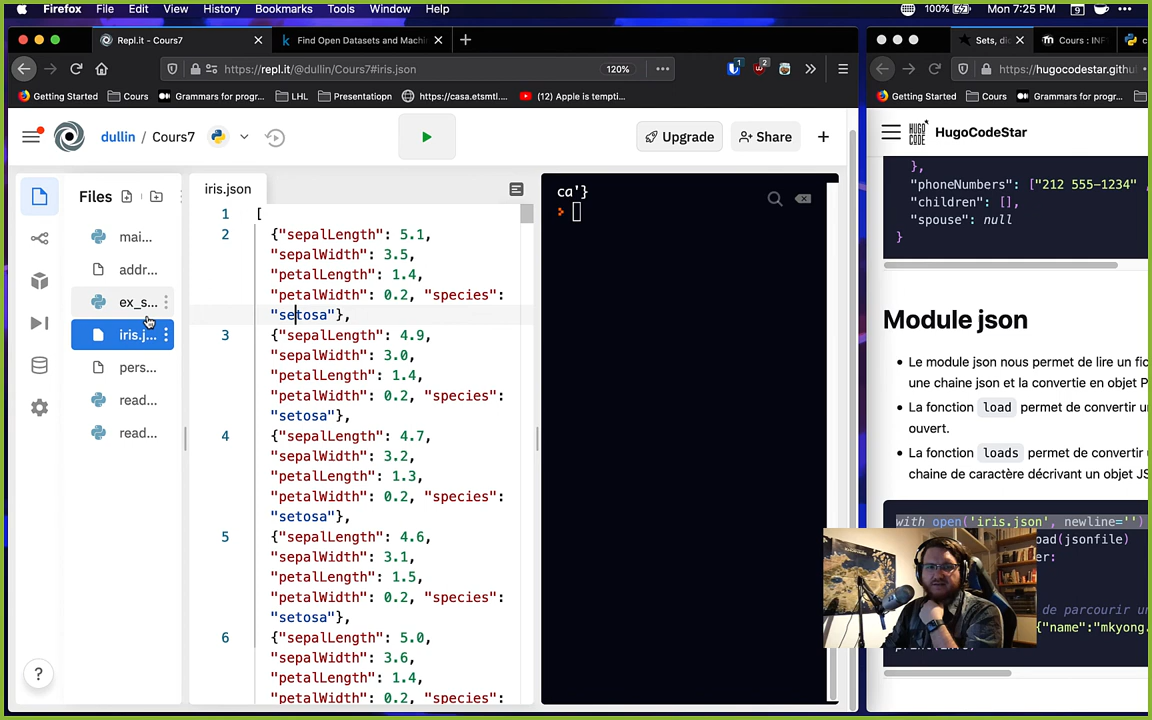 Firefox File Edit View History Bookmarks Tools Window Help 100% Mon 7:25 PM
Repl.it - Cours7
Find Open Datasets and Machi
Sets, di
Cours : INF
c
https://repl.it/@dullin/Cours7#iris.json 120%
1 2
https://hugocodestar.githu
Getting Started Cours Grammars for progr... LHL Presentatiopn https://casa.etsmtl.... (12) Apple is tempti...
Getting Started Cours Grammars for progr...
dullin / Cours7
Upgrade
Share
HUGO CODE
HugoCodeStar
Files
mai...
addr...
ex_s...
iris.j...
pers...
read...
read...
?
iris.json
1 [
2 {"sepalLength": 5.1,
"sepalWidth": 3.5,
"petalLength": 1.4,
"petalWidth": 0.2, "species":
"setosa"},
3 {"sepalLength": 4.9,
"sepalWidth": 3.0,
"petalLength": 1.4,
"petalWidth": 0.2, "species":
"setosa"},
4 {"sepalLength": 4.7,
"sepalWidth": 3.2,
"petalLength": 1.3,
"petalWidth": 0.2, "species":
"setosa"},
5 {"sepalLength": 4.6,
"sepalWidth": 3.1,
"petalLength": 1.5,
"petalWidth": 0.2, "species":
"setosa"},
6 {"sepalLength": 5.0,
"sepalWidth": 3.6,
"petalLength": 1.4,
"petalWidth": 0.2, "species":
ca'}
},
"phoneNumbers": ["212 555-1234"
"children": [],
"spouse": null
}
Module json
Le module json nous permet de lire un fic
une chaine json et la convertie en objet P
La fonction load permet de convertir u
ouvert.
La fonction loads permet de convertir
chaine de caractère décrivant un objet JS
with open('iris.json', newline='')
oad(jsonfile)
er:
de parcourir u
{"name":"mkyong.